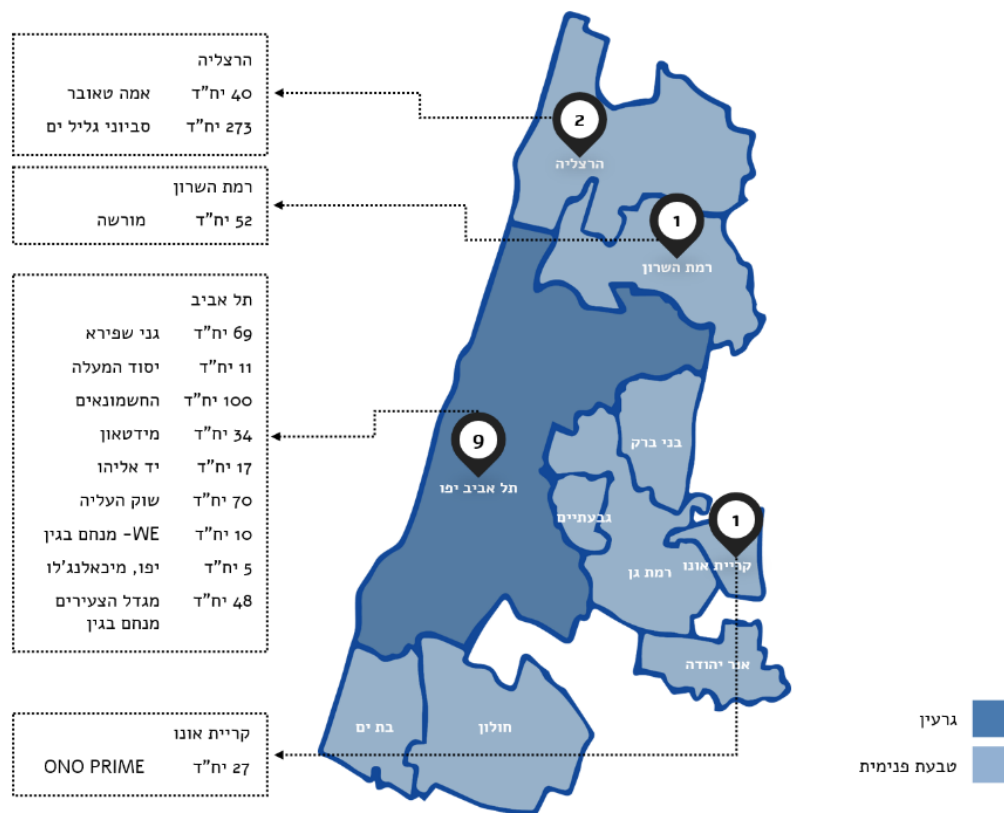 הרצליה
40 יח"ד אמה טאובר
273 יח"ד סביוני גליל ים
רמת השרון
52 יח"ד מורשה
תל אביב
69 יח"ד גני שפירא
11 יח"ד יסוד המעלה
100 יח"ד החשמונאים
34 יח"ד מידטאון
17 יח"ד יד אליהו
70 יח"ד שוק העליה
10 יח"ד WE- מנחם בגין
5 יח"ד יפו, מיכאלנג'לו
48 יח"ד מגדל הצעירים
מנחם בגין
קריית אונו
27 יח"ד ONO PRIME
2
הרצליה
1
רמת השרון
9
תל אביב יפו
בני ברק
גבעתיים
רמת גן
1
קריית אונו
אור יהודה
חולון
בת ים
גרעין
טבעת פנימית